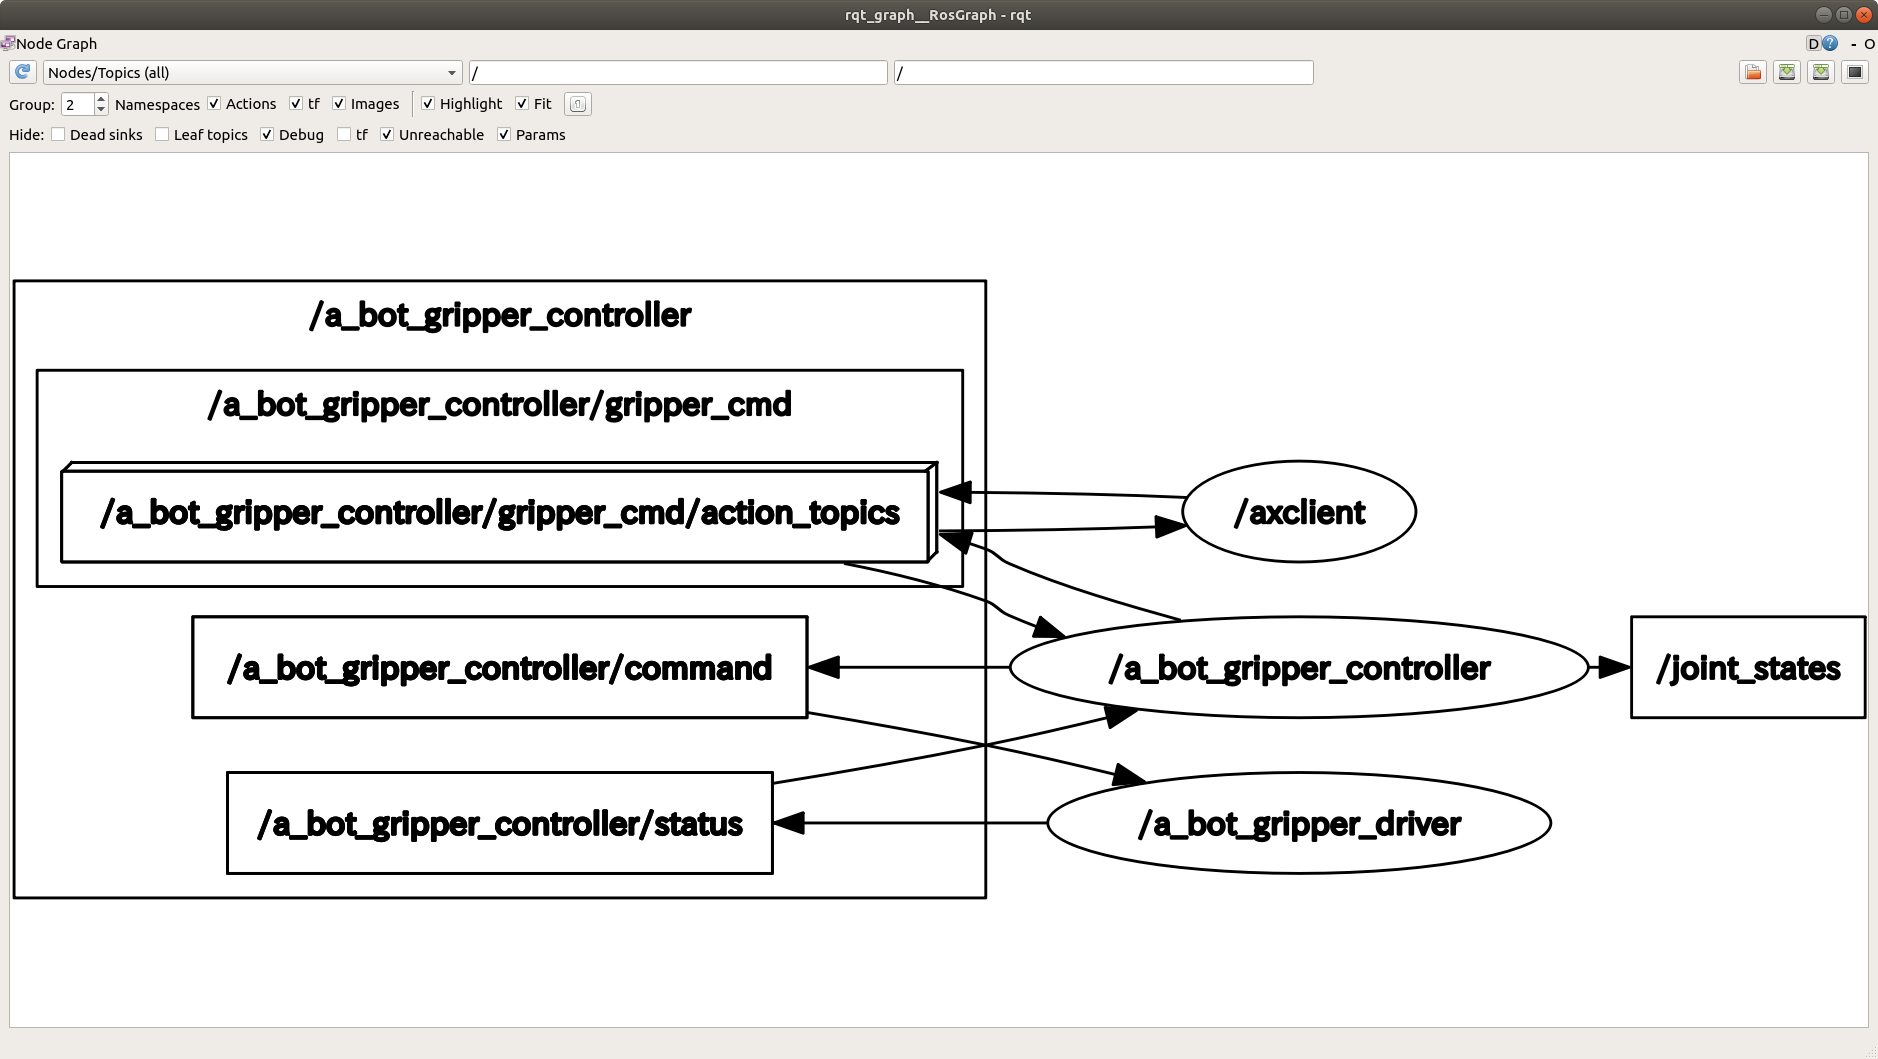 rqt_graph__RosGraph - rqt
Node Graph
D ? - O
Nodes/Topics (all) / /
Group: 2 Namespaces Actions tf Images Highlight Fit
Hide: Dead sinks Leaf topics Debug tf Unreachable Params
/a_bot_gripper_controller
/a_bot_gripper_controller/gripper_cmd
/a_bot_gripper_controller/gripper_cmd/action_topics
/axclient
/a_bot_gripper_controller/command
/a_bot_gripper_controller
/joint_states
/a_bot_gripper_controller/status
/a_bot_gripper_driver